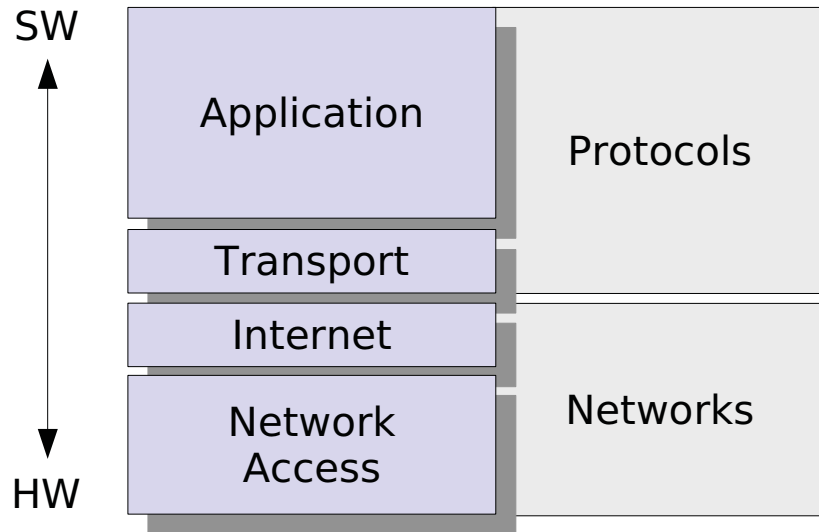 SW
Application
Protocols
Transport
Internet
Network
Access
Networks
HW